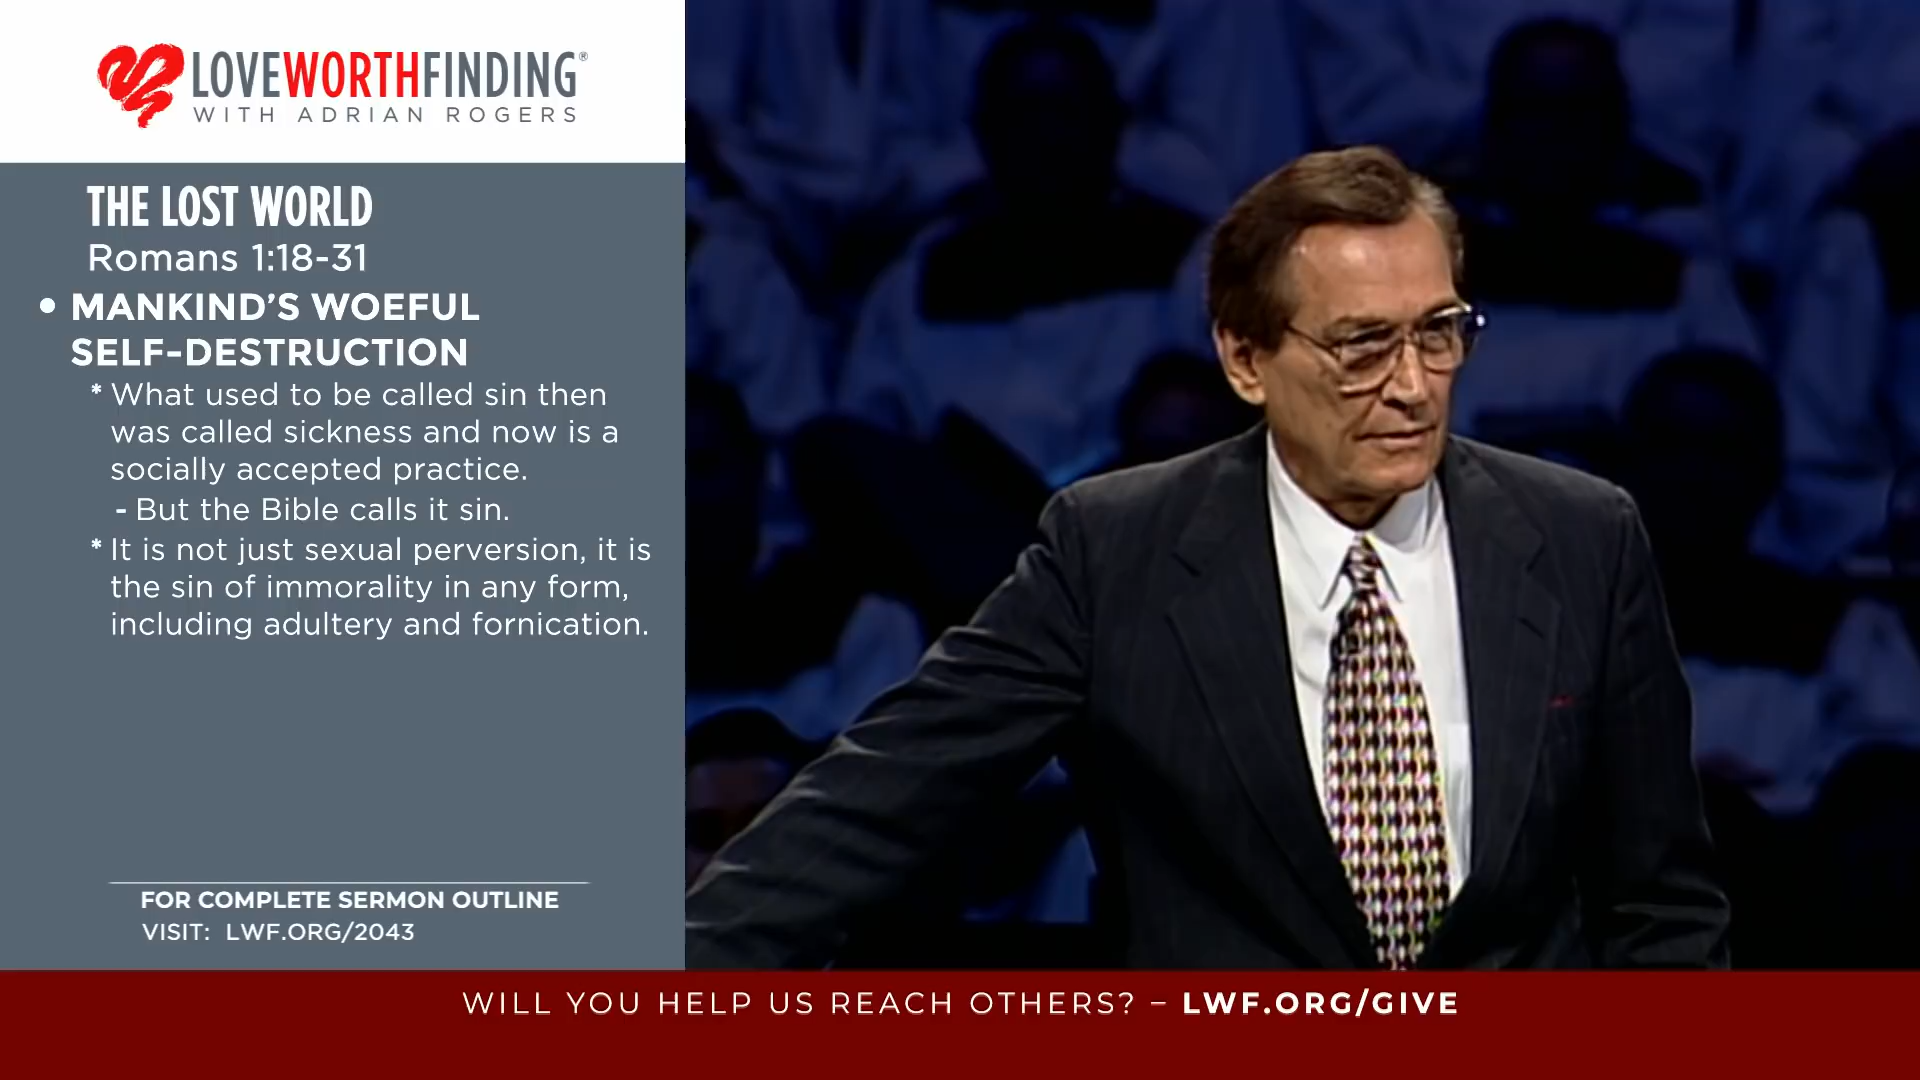 LOVEWORTHFINDING®
WITH ADRIAN ROGERS
THE LOST WORLD
Romans 1:18-31
• MANKIND’S WOEFUL
SELF-DESTRUCTION
* What used to be called sin then
was called sickness and now is a
socially accepted practice.
- But the Bible calls it sin.
* It is not just sexual perversion, it is
the sin of immorality in any form,
including adultery and fornication.
FOR COMPLETE SERMON OUTLINE
VISIT: LWF.ORG/2043
WILL YOU HELP US REACH OTHERS? – LWF.ORG/GIVE